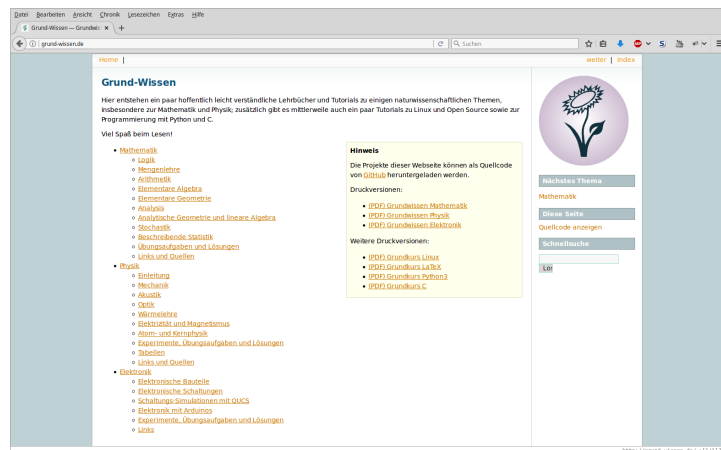 Datei Bearbeiten Ansicht Chronik Lesezeichen Extras Hilfe
Grund-Wissen — Grundwis
grund-wissen.de
Suchen
Home |
weiter | Index
Grund-Wissen
Hier entstehen ein paar hoffentlich leicht verständliche Lehrbücher und Tutorials zu einigen naturwissenschaftlichen Themen,
insbesondere zur Mathematik und Physik; zusätzlich gibt es mittlerweile auch ein paar Tutorials zu Linux und Open Source sowie zur
Programmierung mit Python und C.
Viel Spaß beim Lesen!
Mathematik
Logik
Mengenlehre
Arithmetik
Elementare Algebra
Elementare Geometrie
Analysis
Analytische Geometrie und lineare Algebra
Stochastik
Beschreibende Statistik
Übungsaufgaben und Lösungen
Links und Quellen
Physik
Einleitung
Mechanik
Akustik
Optik
Wärmelehre
Elektrizität und Magnetismus
Atom- und Kernphysik
Experimente, Übungsaufgaben und Lösungen
Tabellen
Links und Quellen
Elektronik
Elektronische Bauteile
Elektronische Schaltungen
Schaltungs-Simulationen mit QUCS
Elektronik mit Arduinos
Experimente, Übungsaufgaben und Lösungen
Links
Hinweis
Die Projekte dieser Webseite können als Quellcode
von GitHub heruntergeladen werden.
Druckversionen:
(PDF) Grundwissen Mathematik
(PDF) Grundwissen Physik
(PDF) Grundwissen Elektronik
Weitere Druckversionen:
(PDF) Grundkurs Linux
(PDF) Grundkurs LaTeX
(PDF) Grundkurs Python3
(PDF) Grundkurs C
Nächstes Thema
Mathematik
Diese Seite
Quellcode anzeigen
Schnellsuche